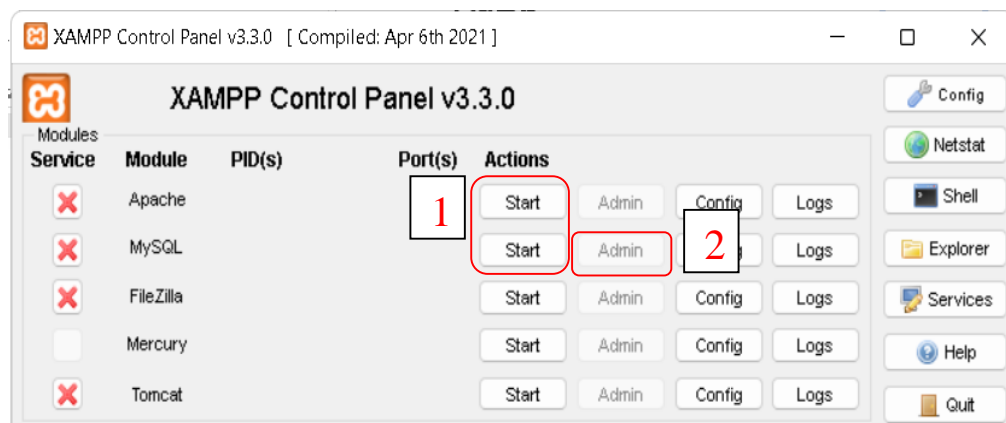 XAMPP Control Panel v3.3.0 [ Compiled: Apr 6th 2021 ]
XAMPP Control Panel v3.3.0
Config
Modules
Service Module PID(s) Port(s) Actions
Netstat
Apache 1 Start Admin Config Logs
Shell
MySQL Start Admin 2 Logs
Explorer
FileZilla Start Admin Config Logs
Services
Mercury Start Admin Config Logs
Help
Tomcat Start Admin Config Logs
Quit